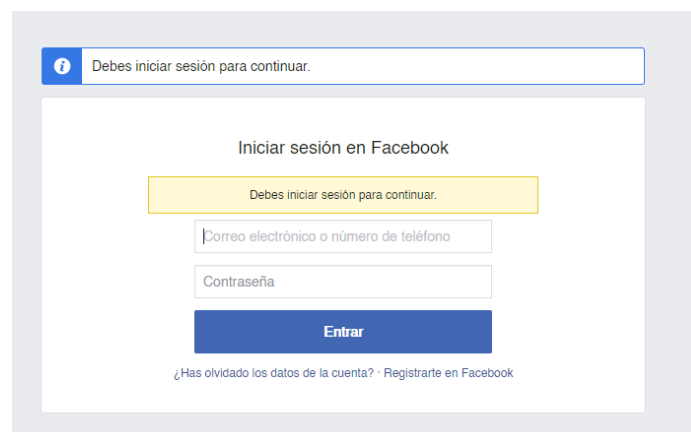 Debes iniciar sesión para continuar.
Iniciar sesión en Facebook
Debes iniciar sesión para continuar.
Correo electrónico o número de teléfono
Contraseña
Entrar
¿Has olvidado los datos de la cuenta? · Registrarte en Facebook